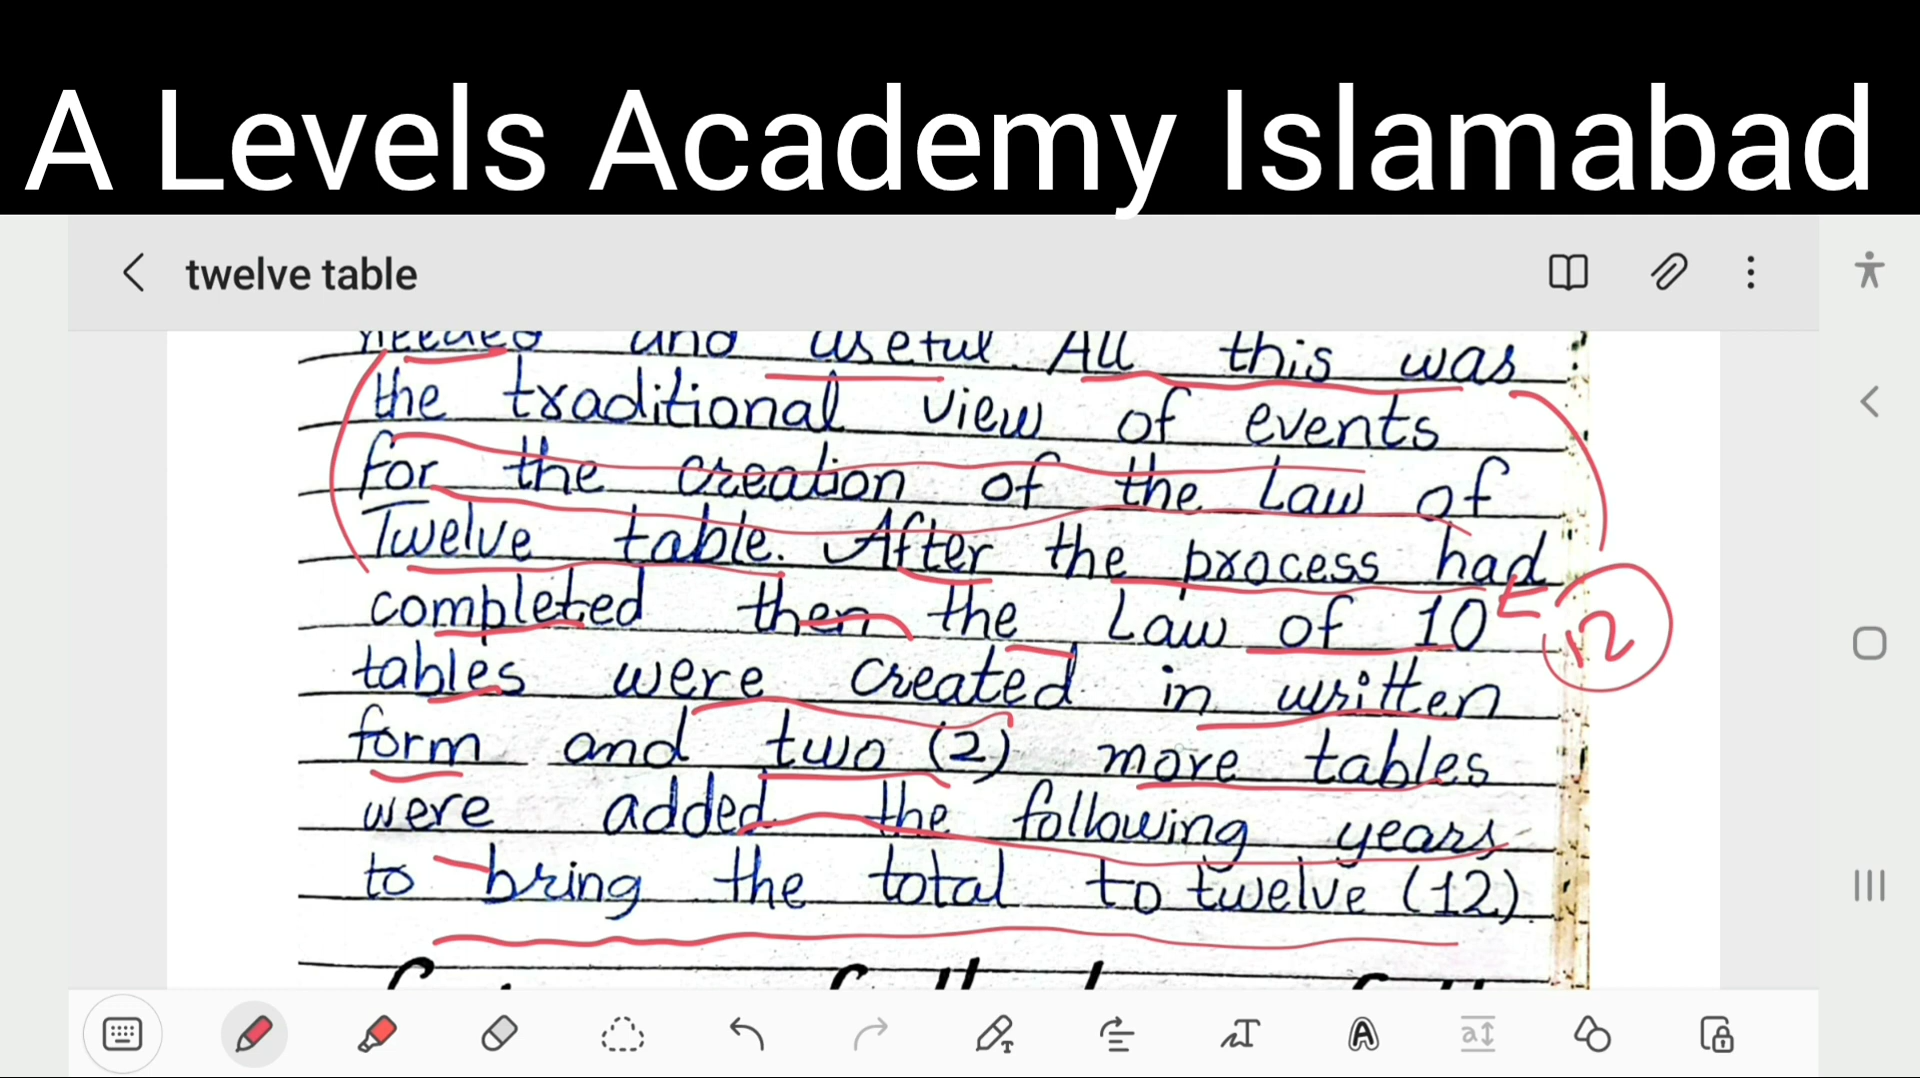 A Levels Academy Islamabad
twelve table
needed and useful. All this was
the traditional view of events
for the creation of the Law of
Twelve table. After the process had
completed then the Law of 10
12
tables were created in written
form and two (2) more tables
were added the following years
to bring the total to twelve (12).